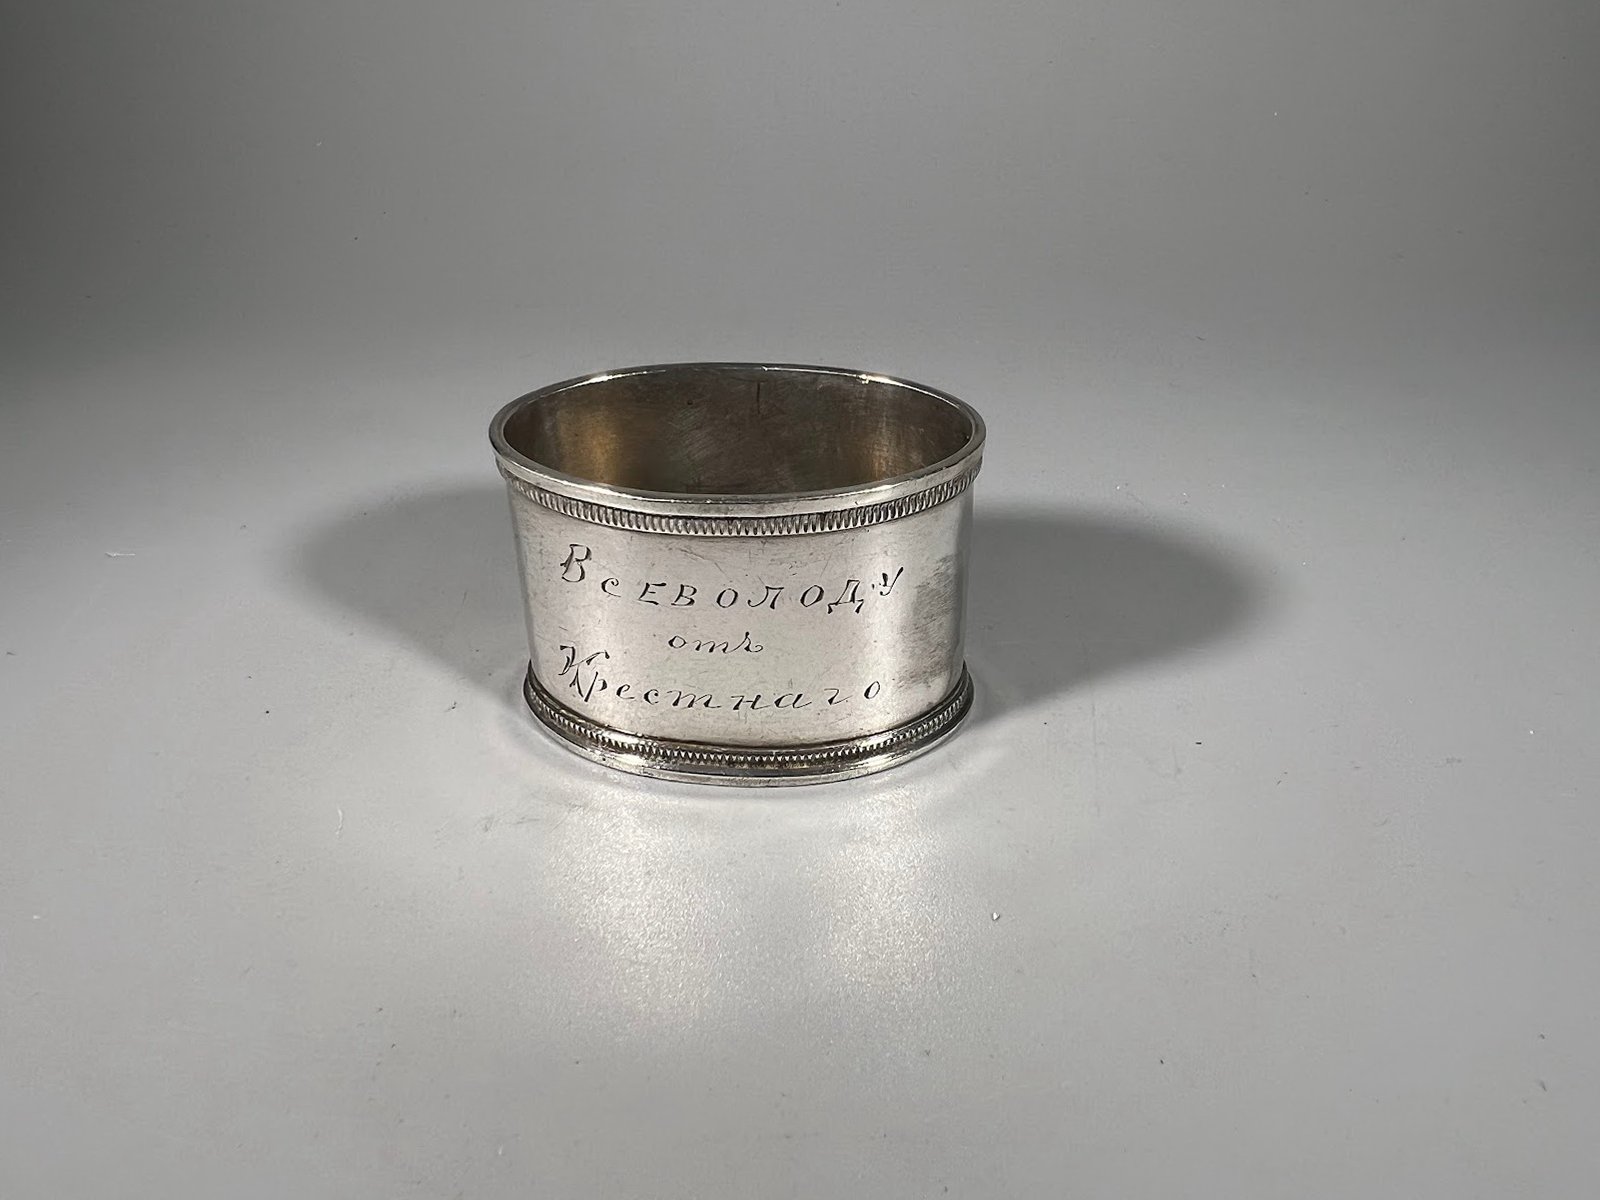 Всеволоду
отъ
Крестнаго